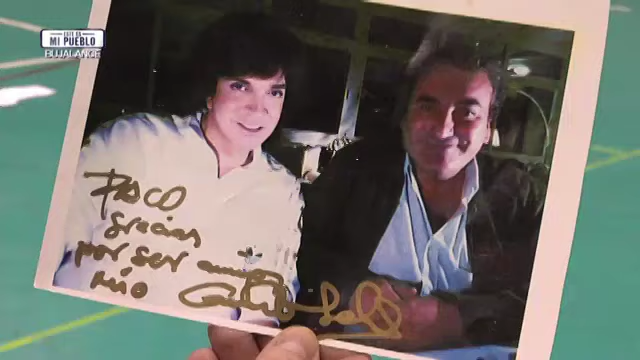 ESTE ES
MI PUEBLO
BUJALANCE
PACO
gracias
por ser amigo
mío